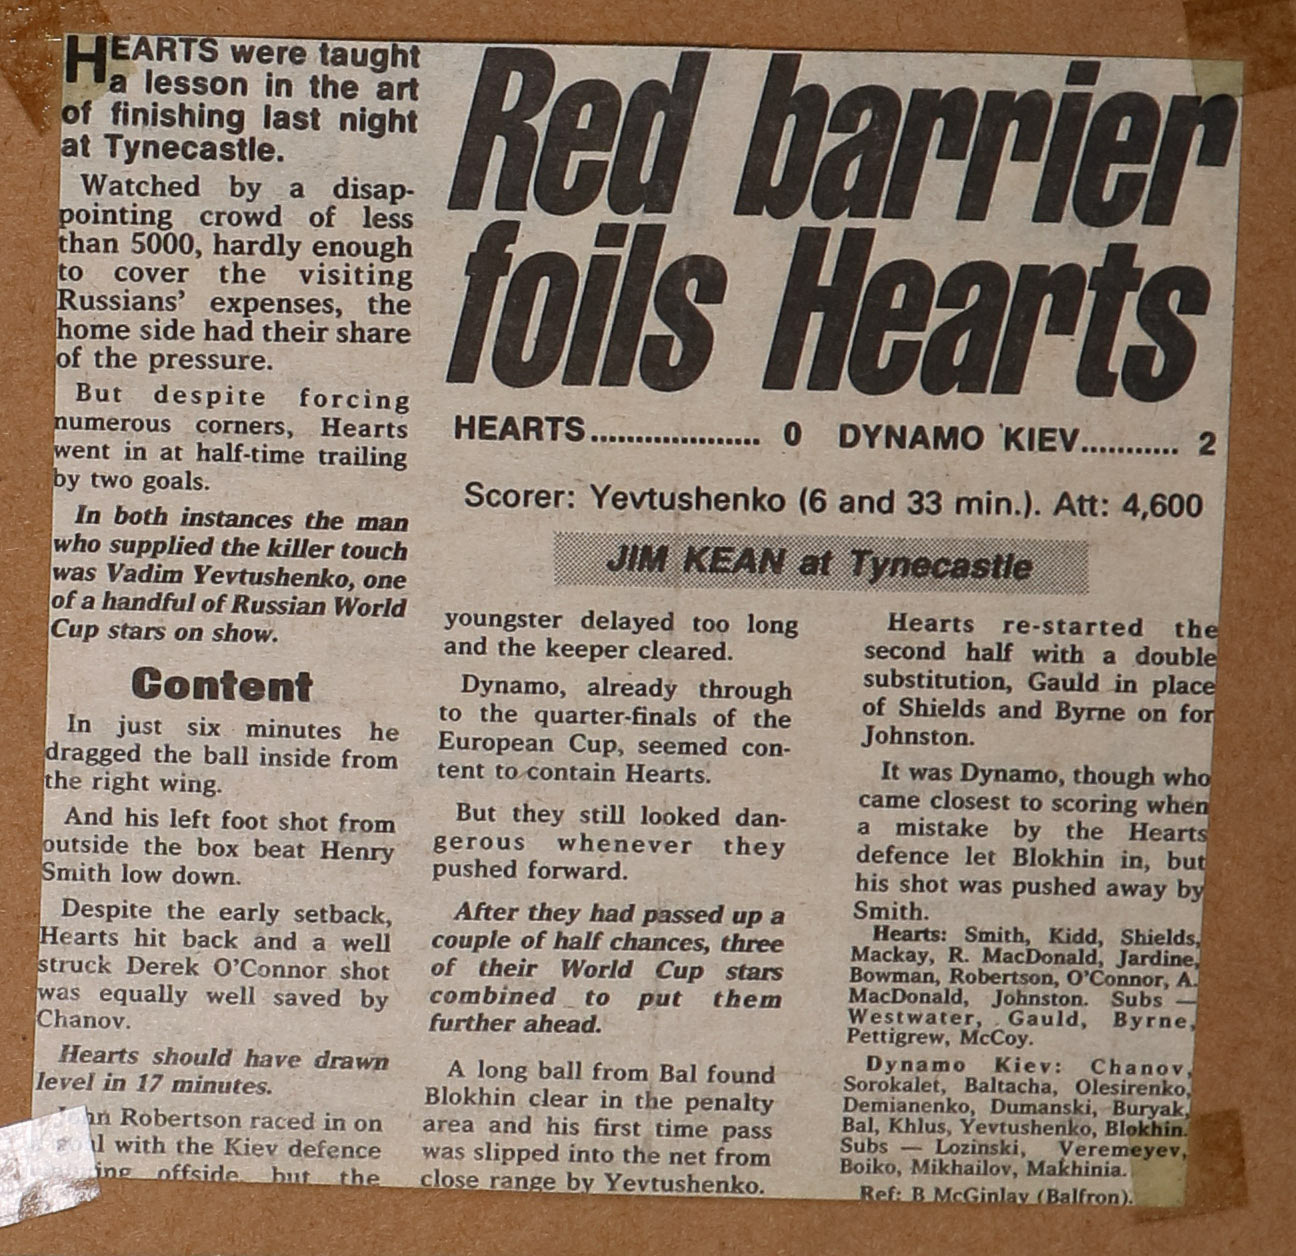 Red barrier
foils Hearts
HEARTS................... 0 DYNAMO KIEV........... 2
Scorer: Yevtushenko (6 and 33 min.). Att: 4,600
JIM KEAN at Tynecastle
HEARTS were taught
a lesson in the art
of finishing last night
at Tynecastle.
Watched by a disap-
pointing crowd of less
than 5000, hardly enough
to cover the visiting
Russians' expenses, the
home side had their share
of the pressure.
But despite forcing
numerous corners, Hearts
went in at half-time trailing
by two goals.
In both instances the man
who supplied the killer touch
was Vadim Yevtushenko, one
of a handful of Russian World
Cup stars on show.
Content
In just six minutes he
dragged the ball inside from
the right wing.
And his left foot shot from
outside the box beat Henry
Smith low down.
Despite the early setback,
Hearts hit back and a well
struck Derek O'Connor shot
was equally well saved by
Chanov.
Hearts should have drawn
level in 17 minutes.
John Robertson raced in on
goal with the Kiev defence
offside, but the
youngster delayed too long
and the keeper cleared.
Dynamo, already through
to the quarter-finals of the
European Cup, seemed con-
tent to contain Hearts.
But they still looked dan-
gerous whenever they
pushed forward.
After they had passed up a
couple of half chances, three
of their World Cup stars
combined to put them
further ahead.
A long ball from Bal found
Blokhin clear in the penalty
area and his first time pass
was slipped into the net from
close range by Yevtushenko.
Hearts re-started the
second half with a double
substitution, Gauld in place
of Shields and Byrne on for
Johnston.
It was Dynamo, though who
came closest to scoring when
a mistake by the Hearts
defence let Blokhin in, but
his shot was pushed away by
Smith.
Hearts: Smith, Kidd, Shields,
Mackay, R. MacDonald, Jardine,
Bowman, Robertson, O'Connor, A.
MacDonald, Johnston. Subs —
Westwater, Gauld, Byrne,
Pettigrew, McCoy.
Dynamo Kiev: Chanov,
Sorokalet, Baltacha, Olesirenko,
Demianenko, Dumanski, Buryak,
Bal, Khlus, Yevtushenko, Blokhin.
Subs — Lozinski, Veremeyev,
Boiko, Mikhailov, Makhinia.
Ref: B McGinlay (Balfron).